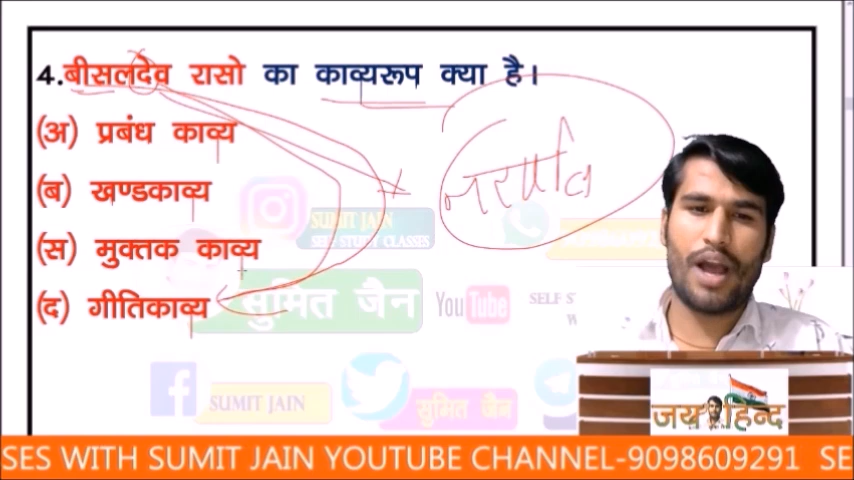 4.बीसलदेव रासो का काव्यरूप क्या है।
(अ) प्रबंध काव्य
(ब) खण्डकाव्य
(स) मुक्तक काव्य
(द) गीतिकाव्य
SUMIT JAIN
SELF STUDY CLASSES
सुमित जैन
YouTube
SELF
SUMIT JAIN
सुमित जैन
जय हिन्द
SES WITH SUMIT JAIN YOUTUBE CHANNEL-9098609291 SE